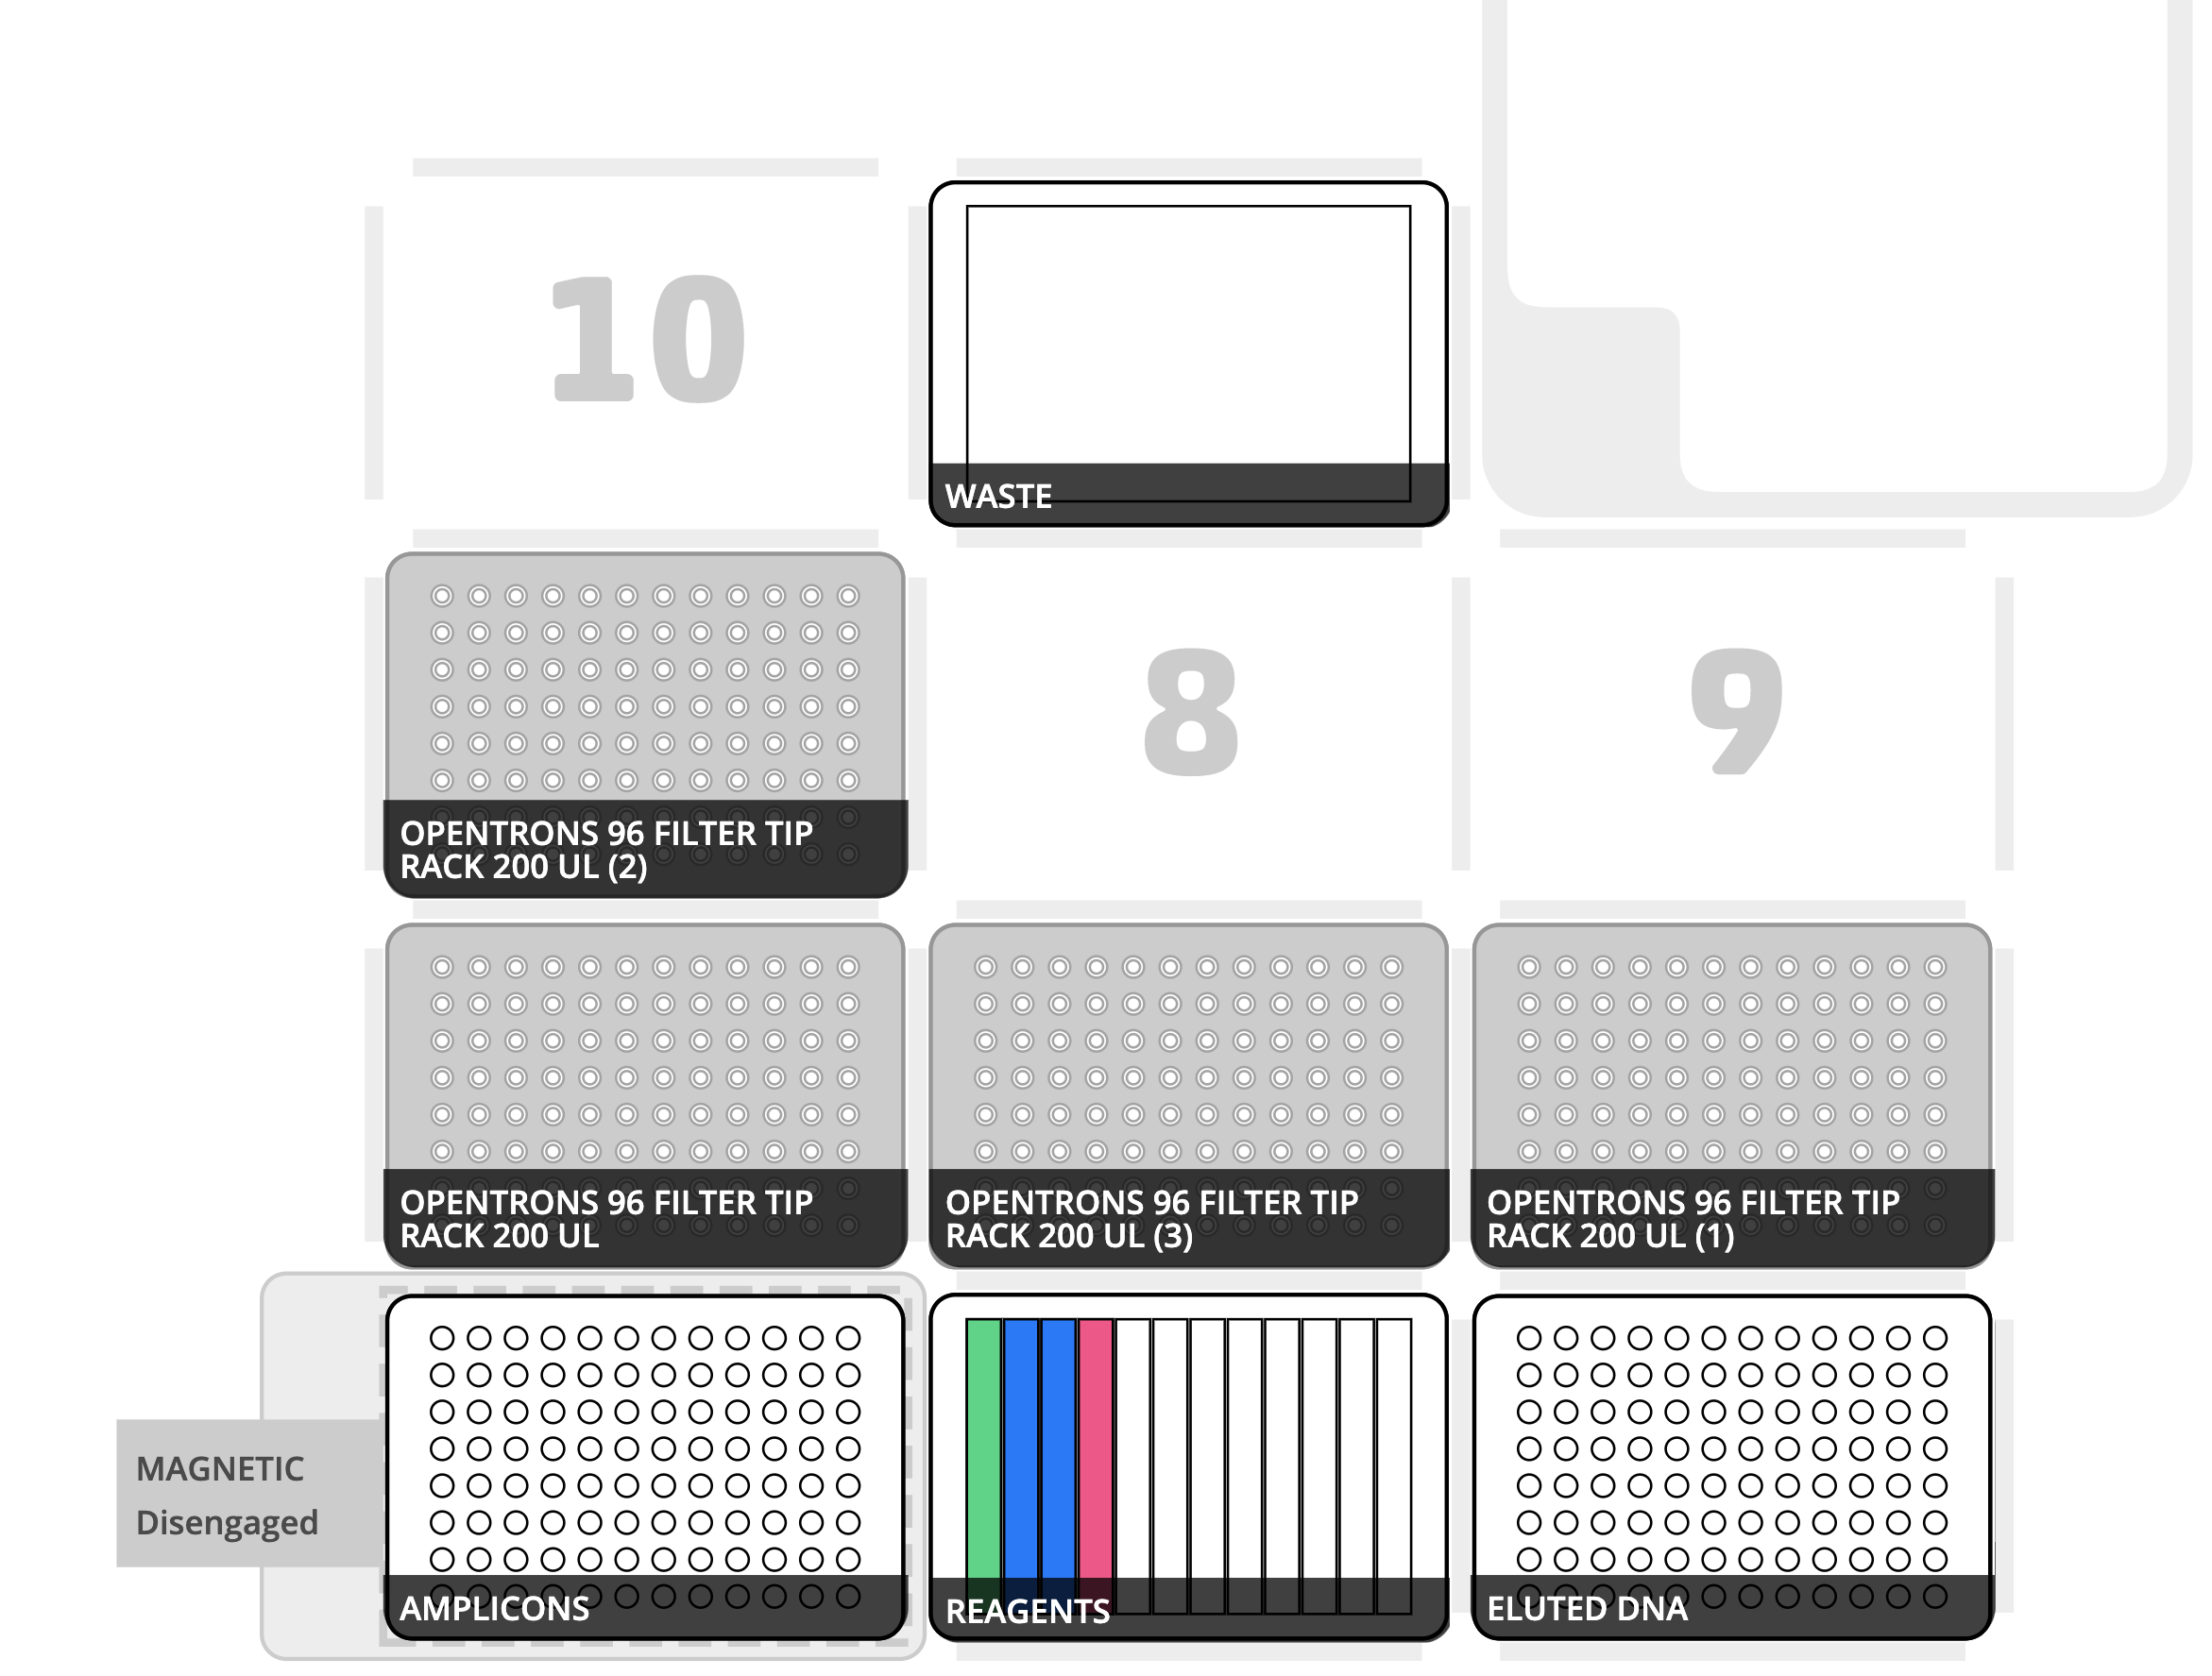 10
WASTE
OPENTRONS 96 FILTER TIP
RACK 200 UL (2)
8
9
OPENTRONS 96 FILTER TIP
RACK 200 UL
OPENTRONS 96 FILTER TIP
RACK 200 UL (3)
OPENTRONS 96 FILTER TIP
RACK 200 UL (1)
MAGNETIC
Disengaged
AMPLICONS
REAGENTS
ELUTED DNA